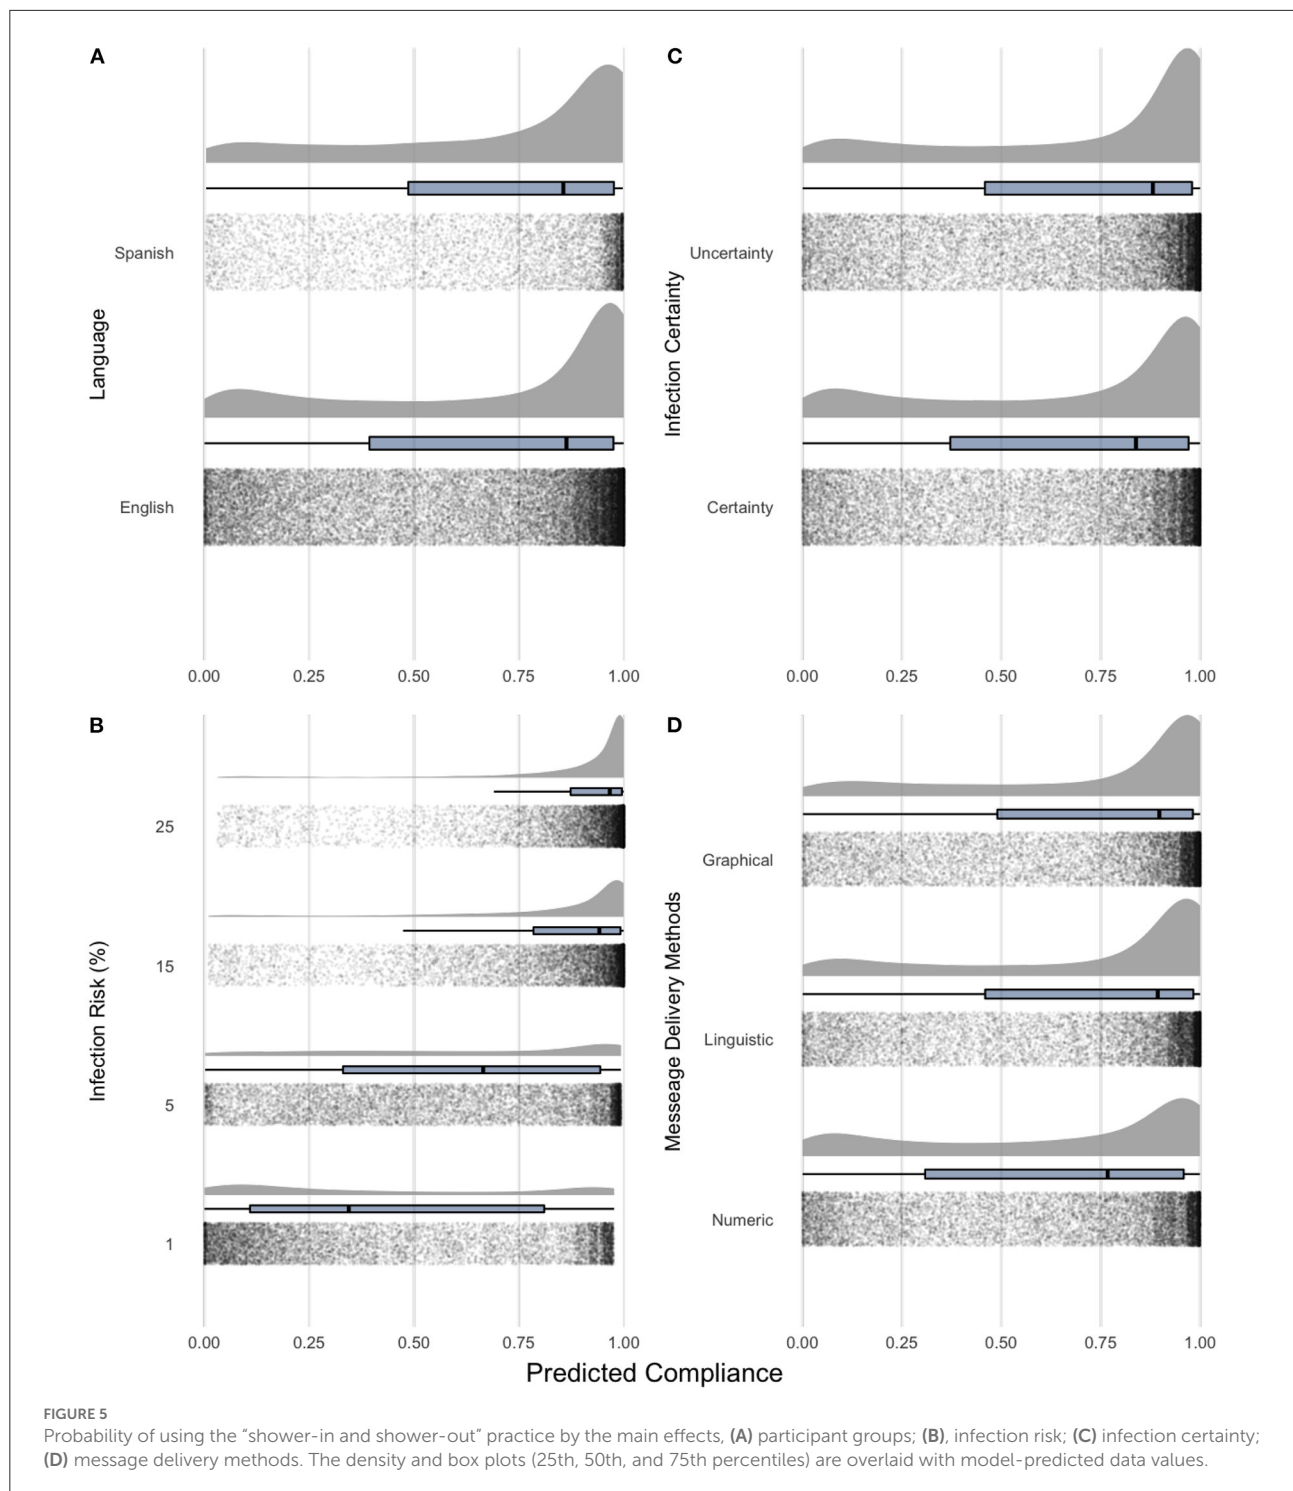 A
Spanish
English
Language
0.00 0.25 0.50 0.75 1.00
C
Uncertainty
Certainty
Infection Certainty
0.00 0.25 0.50 0.75 1.00
B
25
15
5
1
Infection Risk (%)
0.00 0.25 0.50 0.75 1.00
D
Graphical
Linguistic
Numeric
Messeage Delivery Methods
0.00 0.25 0.50 0.75 1.00
Predicted Compliance
FIGURE 5
Probability of using the “shower-in and shower-out” practice by the main effects, (A) participant groups; (B), infection risk; (C) infection certainty;
(D) message delivery methods. The density and box plots (25th, 50th, and 75th percentiles) are overlaid with model-predicted data values.